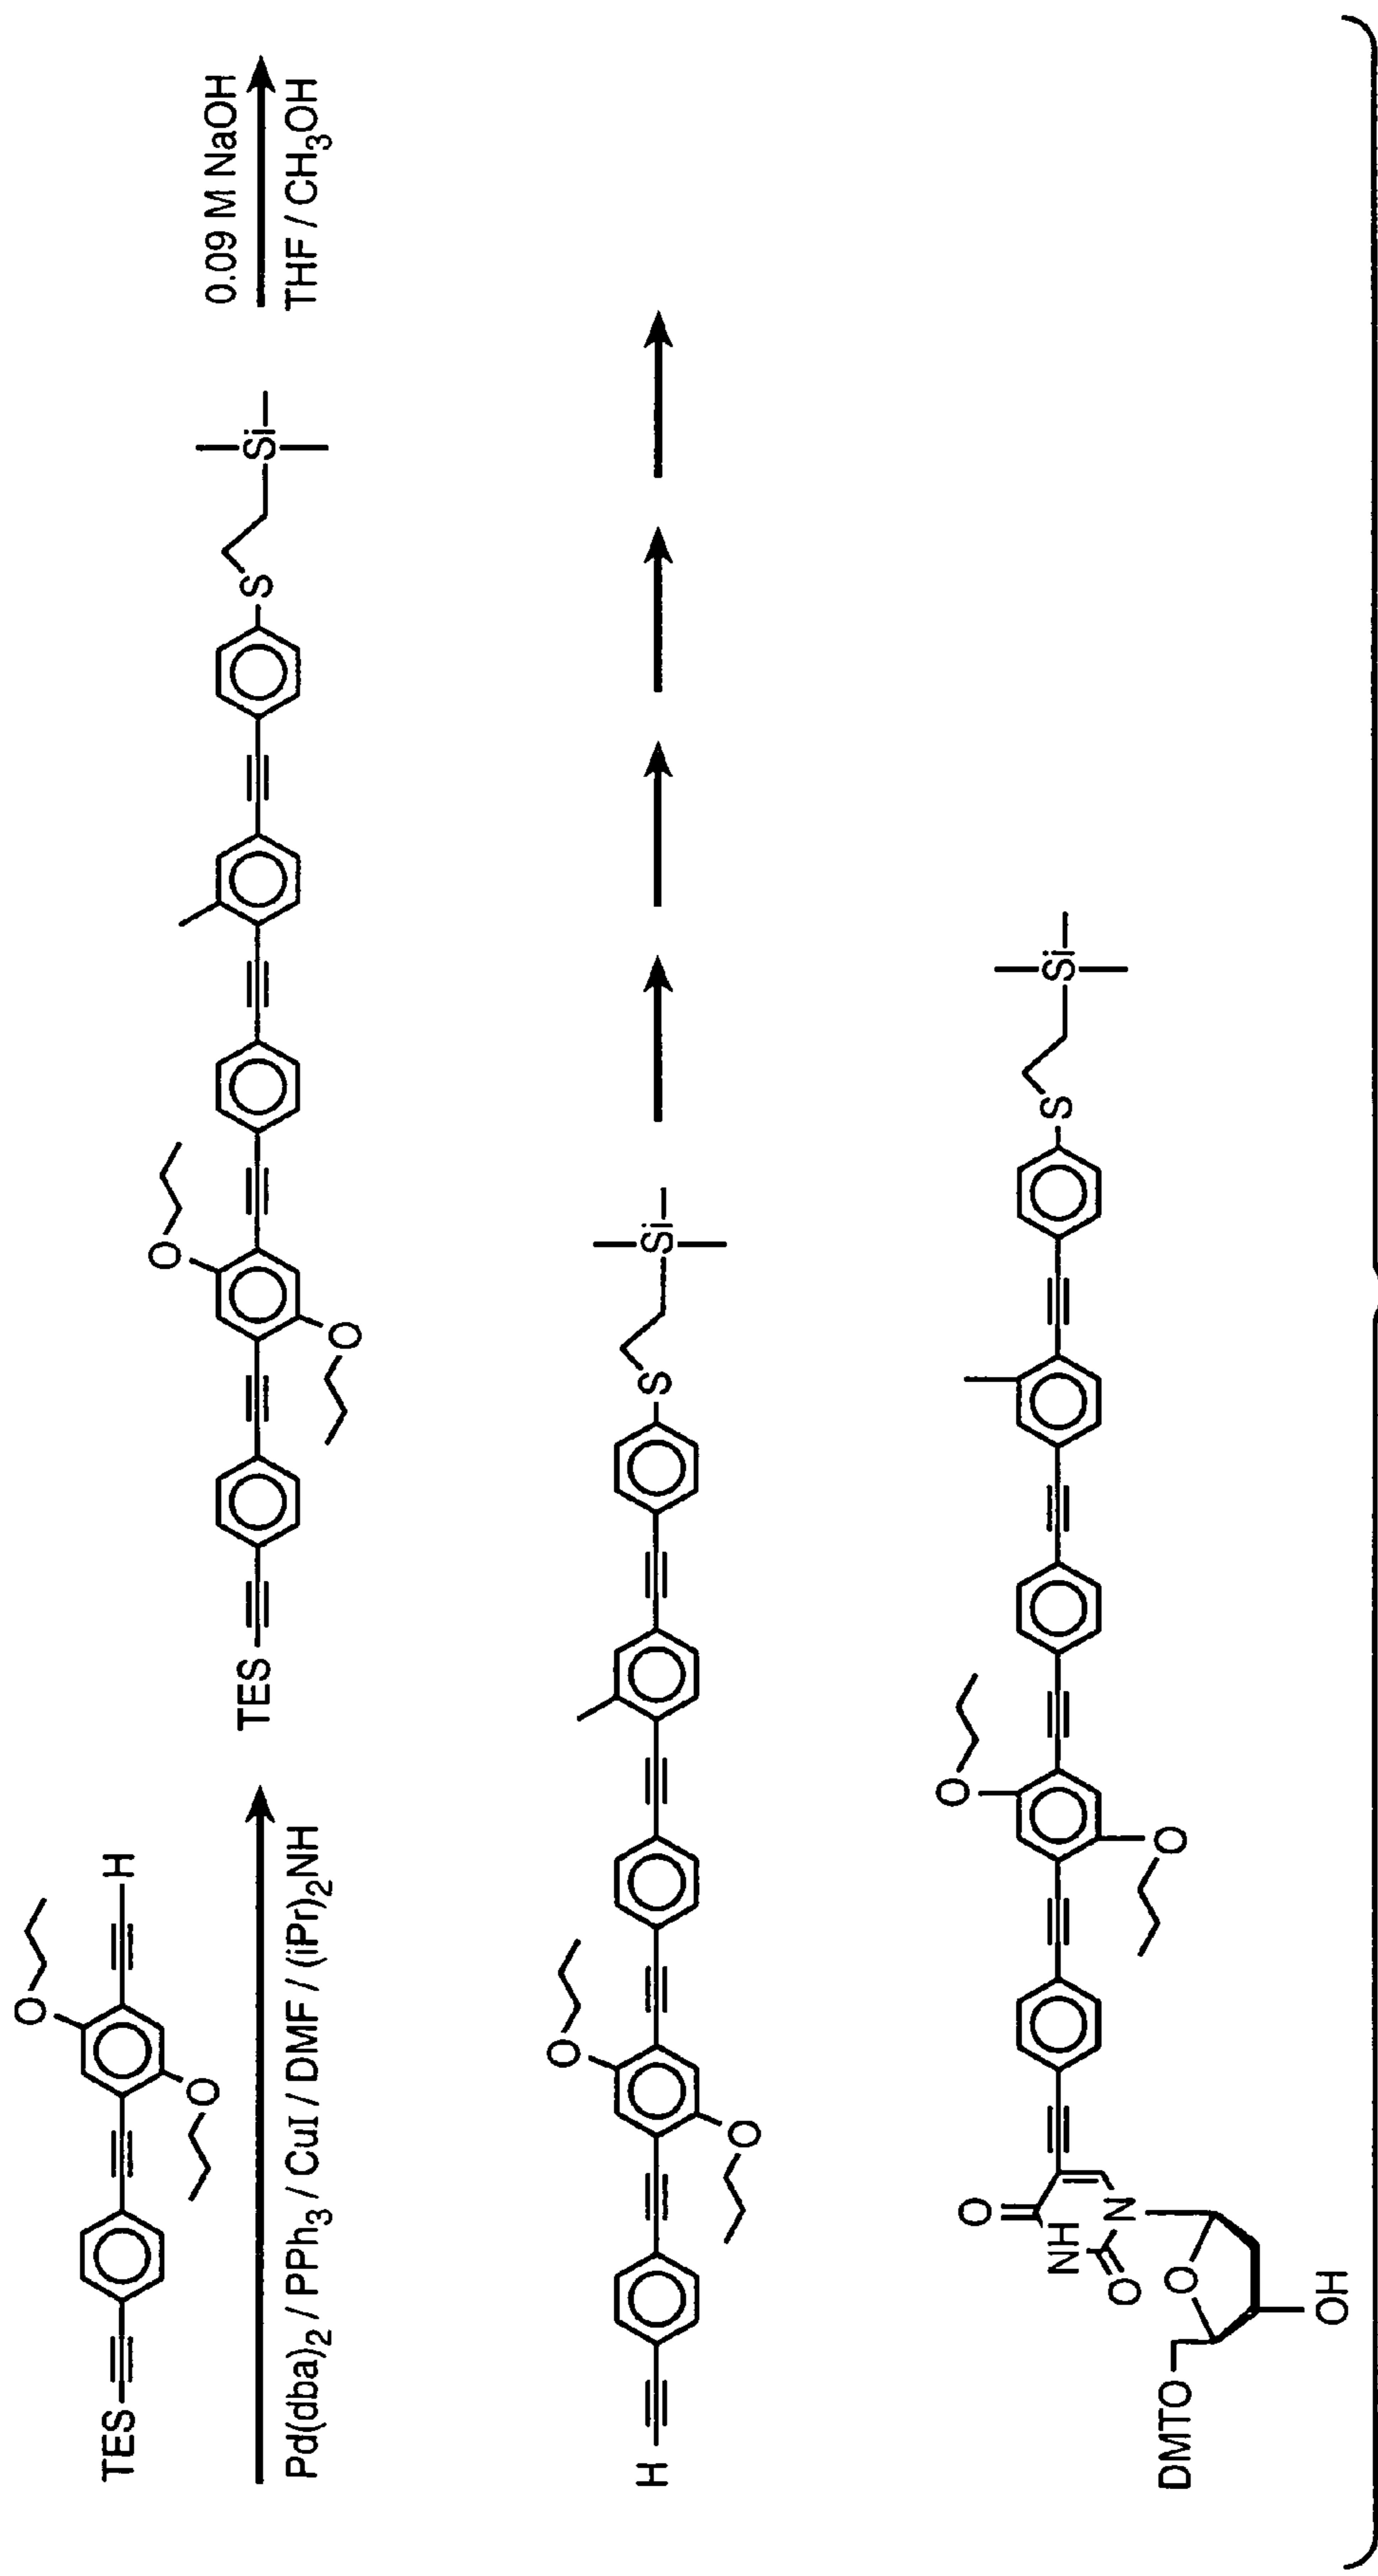 TES
O
O
H
Pd(dba)2 / PPh3 / CuI / DMF / (iPr)2NH
TES
O
O
S
Si
0.09 M NaOH
THF / CH3OH
H
O
O
S
Si
DMTO
O
NH
O
N
O
OH
O
O
S
Si